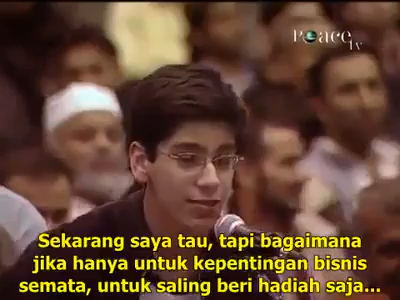 Peace
tv
Sekarang saya tau, tapi bagaimana
jika hanya untuk kepentingan bisnis
semata, untuk saling beri hadiah saja...